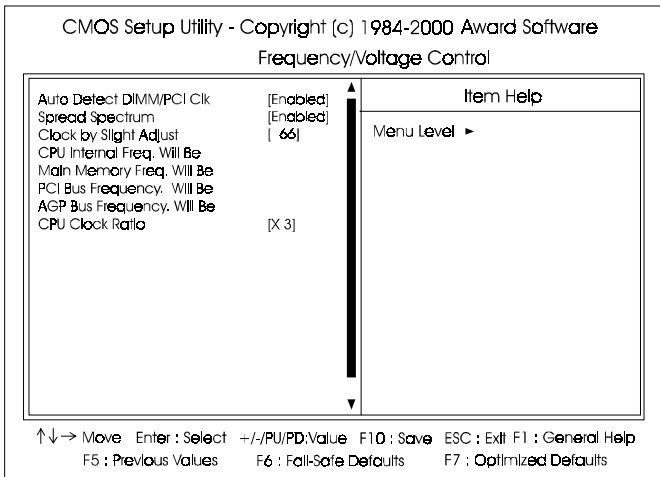 CMOS Setup Utility - Copyright (c) 1984-2000 Award Software
Frequency/Voltage Control
Auto Detect DIMM/PCI Clk [Enabled]
Spread Spectrum [Enabled]
Clock by Slight Adjust [ 66]
CPU Internal Freq. Will Be
Main Memory Freq. Will Be
PCI Bus Frequency. Will Be
AGP Bus Frequency. Will Be
CPU Clock Ratio [X 3]
Item Help
Menu Level ►
↑↓→ Move Enter : Select +/-/PU/PD:Value F10 : Save ESC : Exit F1 : General Help
F5 : Previous Values F6 : Fail-Safe Defaults F7 : Optimized Defaults